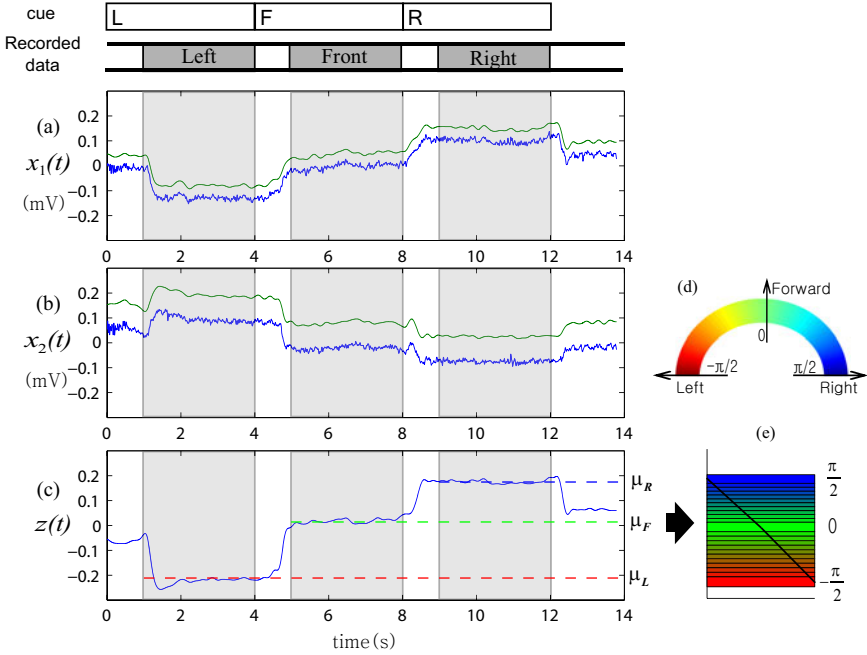 cue
L
F
R
Recorded
data
Left
Front
Right
(a)
x₁(t)
(mV)
0.2
0.1
0
−0.1
−0.2
0
2
4
6
8
10
12
14
(b)
x₂(t)
(mV)
0.2
0.1
0
−0.1
−0.2
0
2
4
6
8
10
12
14
(c)
z(t)
0.2
0.1
0
−0.1
−0.2
μR
μF
μL
0
2
4
6
8
10
12
14
time(s)
(d)
Forward
0
−π/2
π/2
Left
Right
(e)
π/2
0
−π/2